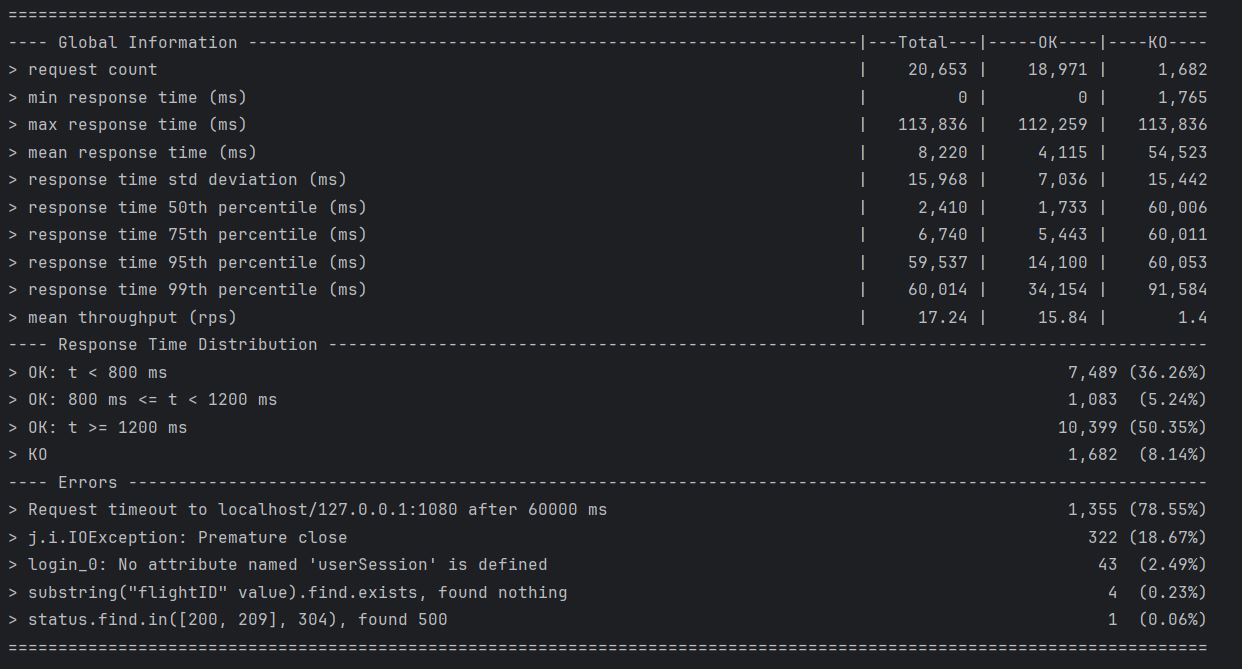 ========================================================================================================================
---- Global Information -------------------------------------------------------------|---Total---|-----OK----|----KO----
> request count                                                                      |    20,653 |    18,971 |     1,682
> min response time (ms)                                                             |         0 |         0 |     1,765
> max response time (ms)                                                             |   113,836 |   112,259 |   113,836
> mean response time (ms)                                                            |     8,220 |     4,115 |    54,523
> response time std deviation (ms)                                                   |    15,968 |     7,036 |    15,442
> response time 50th percentile (ms)                                                 |     2,410 |     1,733 |    60,006
> response time 75th percentile (ms)                                                 |     6,740 |     5,443 |    60,011
> response time 95th percentile (ms)                                                 |    59,537 |    14,100 |    60,053
> response time 99th percentile (ms)                                                 |    60,014 |    34,154 |    91,584
> mean throughput (rps)                                                              |     17.24 |     15.84 |       1.4
---- Response Time Distribution ----------------------------------------------------------------------------------------
> OK: t < 800 ms                                                                                          7,489 (36.26%)
> OK: 800 ms <= t < 1200 ms                                                                               1,083  (5.24%)
> OK: t >= 1200 ms                                                                                       10,399 (50.35%)
> KO                                                                                                      1,682  (8.14%)
---- Errors ------------------------------------------------------------------------------------------------------------
> Request timeout to localhost/127.0.0.1:1080 after 60000 ms                                              1,355 (78.55%)
> j.i.IOException: Premature close                                                                          322 (18.67%)
> login_0: No attribute named 'userSession' is defined                                                       43  (2.49%)
> substring("flightID" value).find.exists, found nothing                                                      4  (0.23%)
> status.find.in([200, 209], 304), found 500                                                                  1  (0.06%)
========================================================================================================================